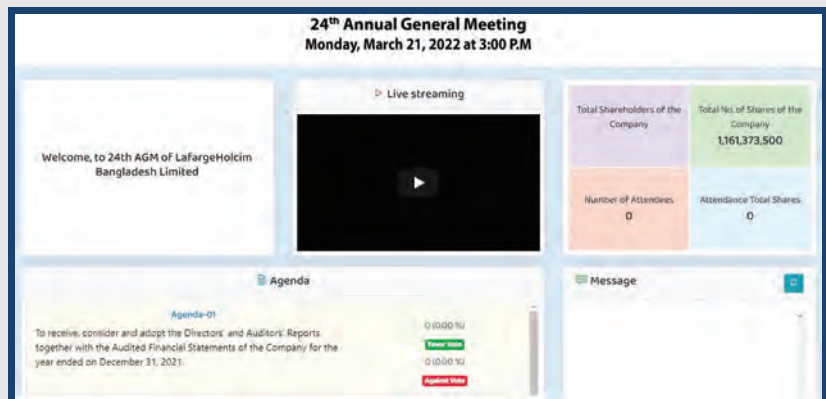 24th Annual General Meeting
Monday, March 21, 2022 at 3:00 P.M
Welcome, to 24th AGM of LafargeHolcim
Bangladesh Limited
Live streaming
Total Shareholders of the
Company
Total No. of Shares of the
Company
1,161,373,500
Number of Attendees
0
Attendance Total Shares
0
Agenda
Agenda-01
To receive, consider and adopt the Directors' and Auditors' Reports
together with the Audited Financial Statements of the Company for the
year ended on December 31, 2021.
0 (0.00 %)
Favor Vote
0 (0.00 %)
Against Vote
Message